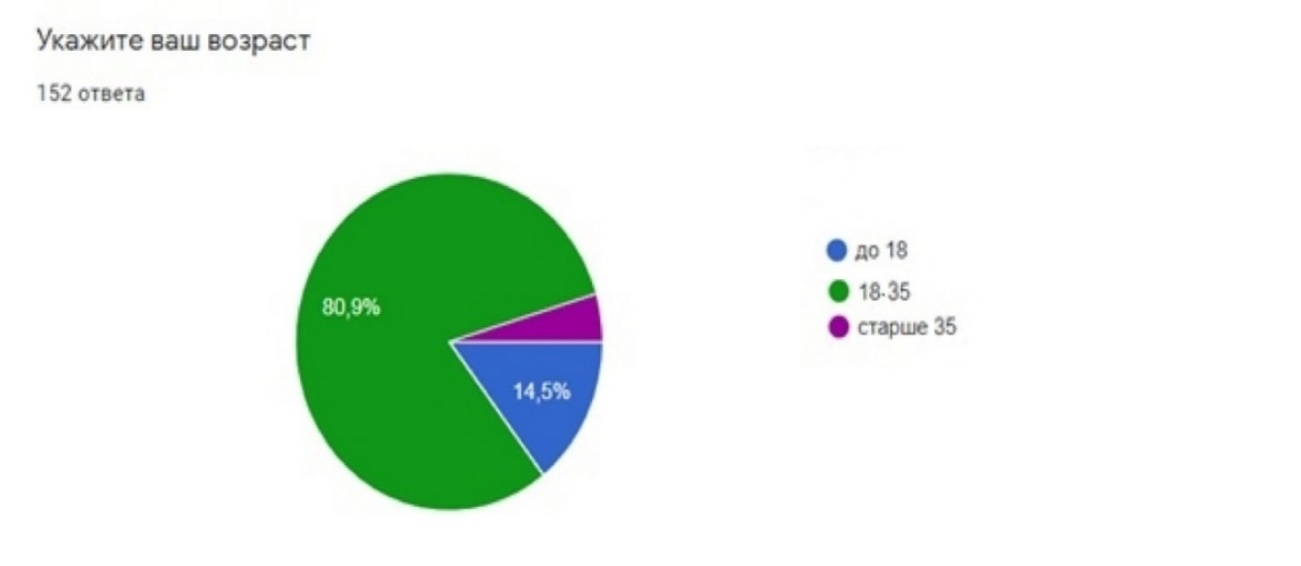 Укажите ваш возраст
152 ответа
80,9%
14,5%
до 18
18-35
старше 35